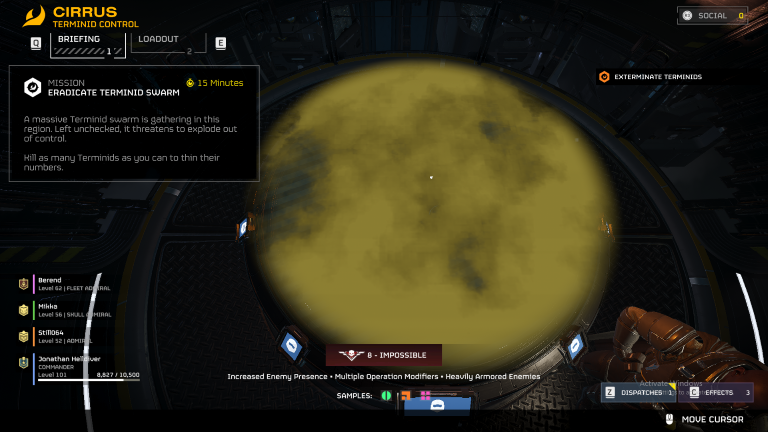 CIRRUS
TERMINID CONTROL
SOCIAL 0
Q BRIEFING 1 LOADOUT 2 E
MISSION 15 Minutes
ERADICATE TERMINID SWARM
EXTERMINATE TERMINIDS
A massive Terminid swarm is gathering in this
region. Left unchecked, it threatens to explode out
of control.
Kill as many Terminids as you can to thin their
numbers.
Berend
Level 62 | FLEET ADMIRAL
Mikka
Level 56 | SKULL ADMIRAL
Still064
Level 52 | ADMIRAL
Jonathan Helldiver
COMMANDER
Level 101 8,827 / 10,500
8 - IMPOSSIBLE
Increased Enemy Presence • Multiple Operation Modifiers • Heavily Armored Enemies
SAMPLES:
Activate Windows
Z DISPATCHES 1 C EFFECTS 3
MOVE CURSOR